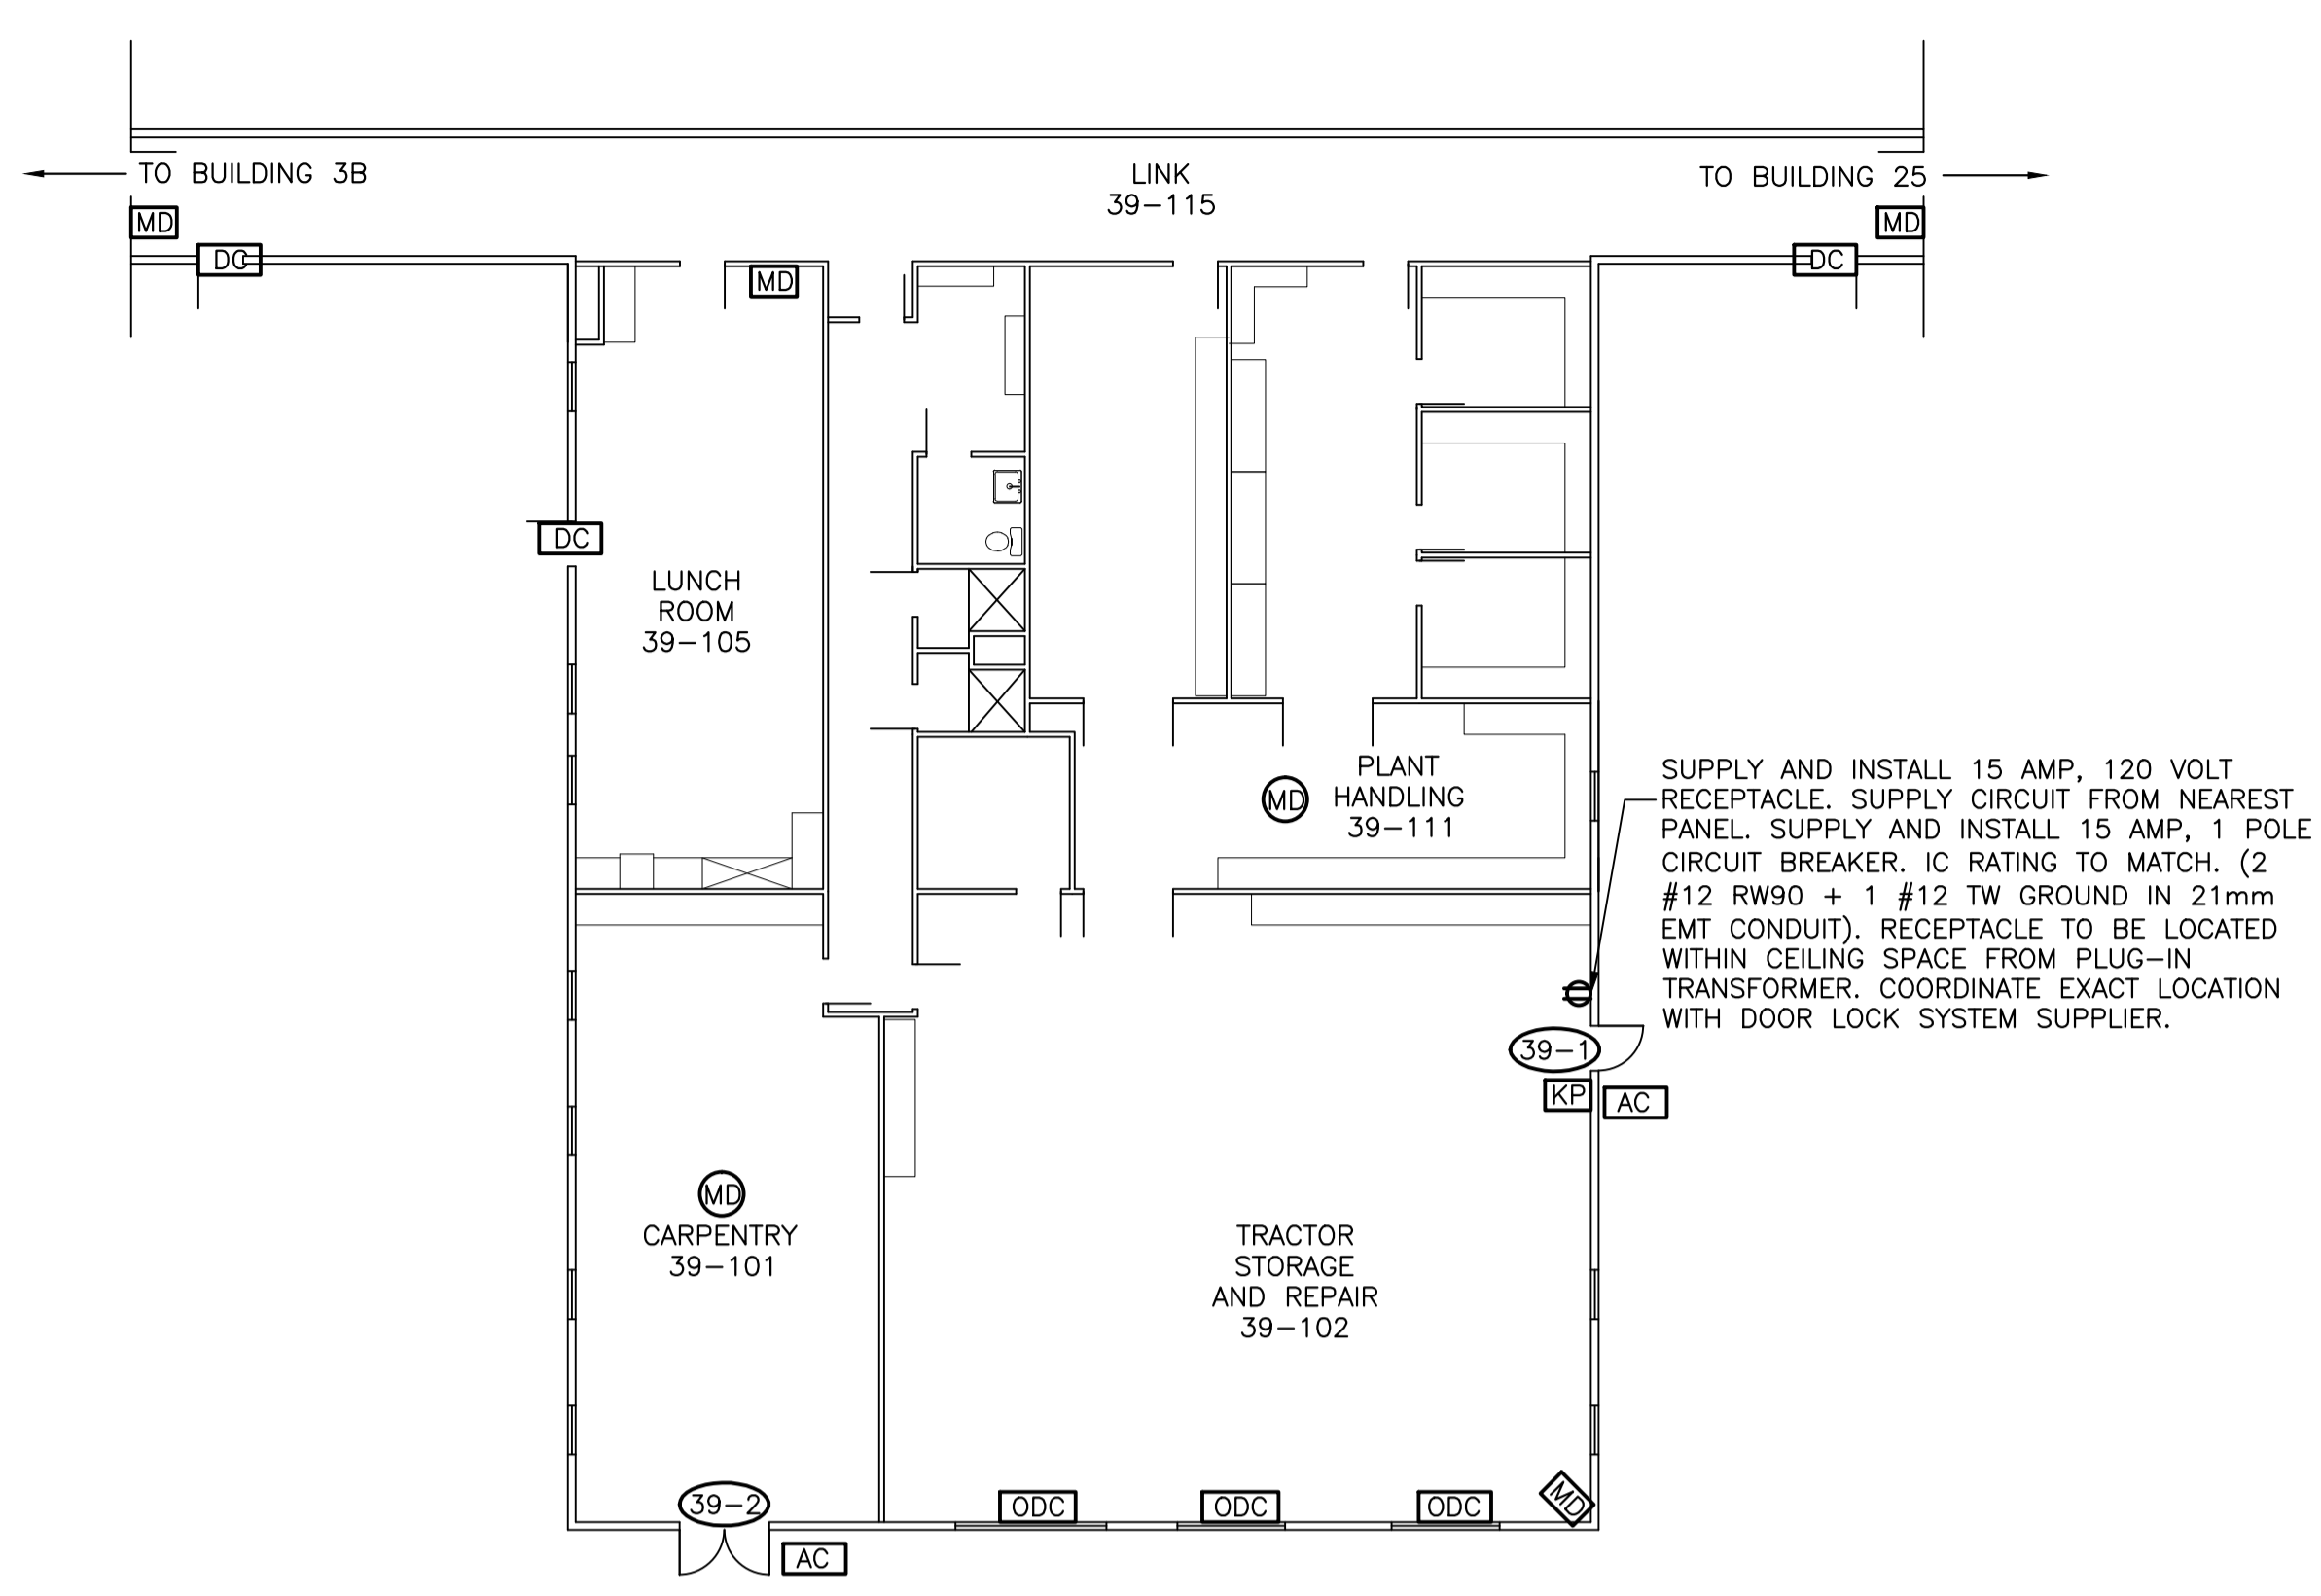 TO BUILDING 3B
LINK
39-115
TO BUILDING 25
MD
MD
DC
DC
MD
DC
LUNCH
ROOM
39-105
MD
PLANT
HANDLING
39-111
SUPPLY AND INSTALL 15 AMP, 120 VOLT
RECEPTACLE. SUPPLY CIRCUIT FROM NEAREST
PANEL. SUPPLY AND INSTALL 15 AMP, 1 POLE
CIRCUIT BREAKER. IC RATING TO MATCH. (2
#12 RW90 + 1 #12 TW GROUND IN 21mm
EMT CONDUIT). RECEPTACLE TO BE LOCATED
WITHIN CEILING SPACE FROM PLUG-IN
TRANSFORMER. COORDINATE EXACT LOCATION
WITH DOOR LOCK SYSTEM SUPPLIER.
39-1
KP
AC
MD
CARPENTRY
39-101
TRACTOR
STORAGE
AND REPAIR
39-102
39-2
ODC
ODC
ODC
MD
AC